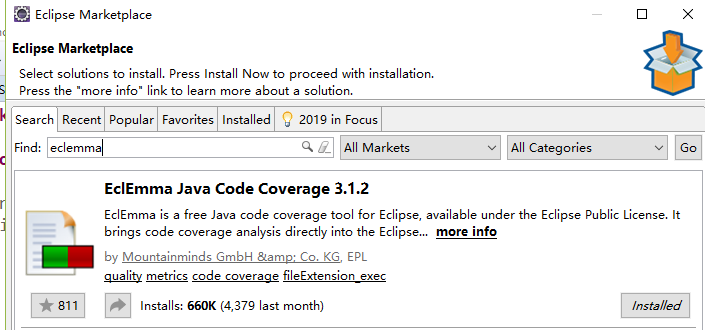 Eclipse Marketplace
Eclipse Marketplace
Select solutions to install. Press Install Now to proceed with installation.
Press the "more info" link to learn more about a solution.
Search Recent Popular Favorites Installed 2019 in Focus
Find: eclemma All Markets All Categories Go
EclEmma Java Code Coverage 3.1.2
EclEmma is a free Java code coverage tool for Eclipse, available under the Eclipse Public License. It
brings code coverage analysis directly into the Eclipse... more info
by Mountainminds GmbH &amp; Co. KG, EPL
quality metrics code coverage fileExtension_exec
811 Installs: 660K (4,379 last month) Installed